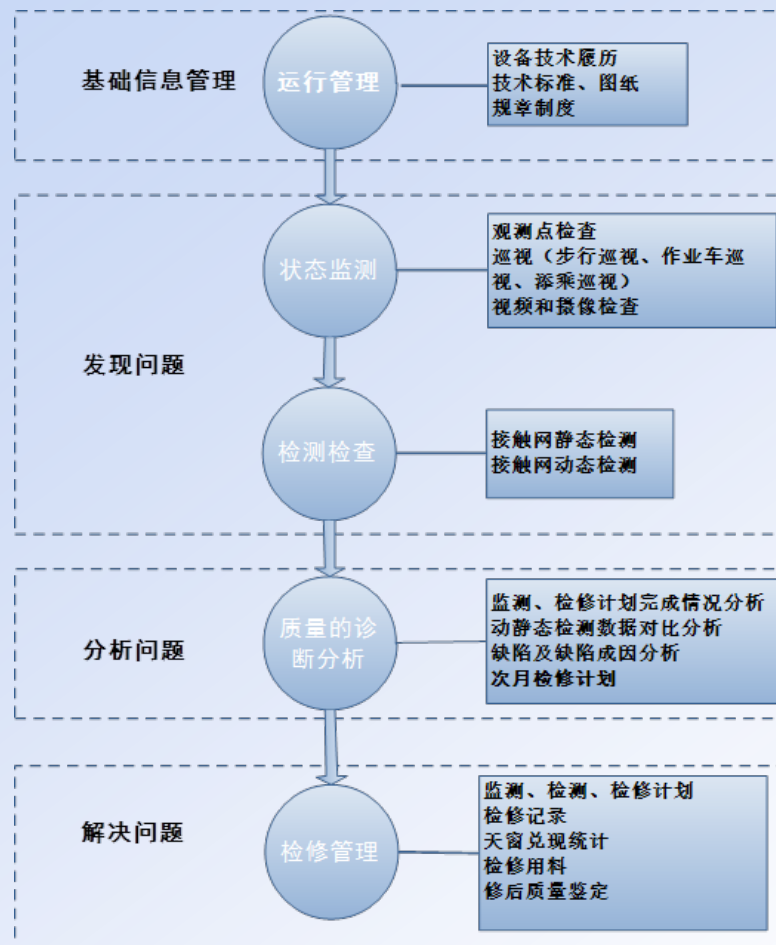 基础信息管理
运行管理
设备技术履历
技术标准、图纸
规章制度
发现问题
状态监测
观测点检查
巡视（步行巡视、作业车巡
视、添乘巡视）
视频和摄像检查
检测检查
接触网静态检测
接触网动态检测
分析问题
质量的诊
断分析
监测、检修计划完成情况分析
动静态检测数据对比分析
缺陷及缺陷成因分析
次月检修计划
解决问题
检修管理
监测、检测、检修计划
检修记录
天窗兑现统计
检修用料
修后质量鉴定